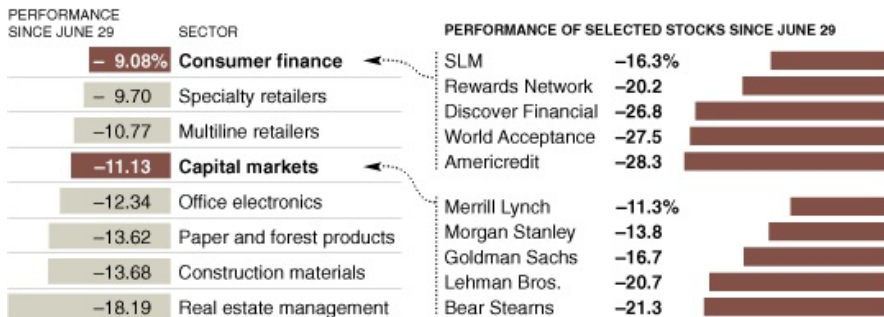 PERFORMANCE
SINCE JUNE 29 SECTOR
– 9.08% Consumer finance
– 9.70 Specialty retailers
–10.77 Multiline retailers
–11.13 Capital markets
–12.34 Office electronics
–13.62 Paper and forest products
–13.68 Construction materials
–18.19 Real estate management
PERFORMANCE OF SELECTED STOCKS SINCE JUNE 29
SLM –16.3%
Rewards Network –20.2
Discover Financial –26.8
World Acceptance –27.5
Americredit –28.3
Merrill Lynch –11.3%
Morgan Stanley –13.8
Goldman Sachs –16.7
Lehman Bros. –20.7
Bear Stearns –21.3